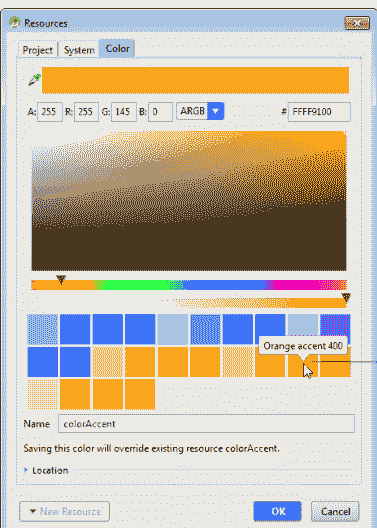 Resources
Project System Color
A: 255 R: 255 G: 145 B: 0 ARGB # FFFF9100
Orange accent 400
Name colorAccent
Saving this color will override existing resource colorAccent.
Location
New Resource OK Cancel